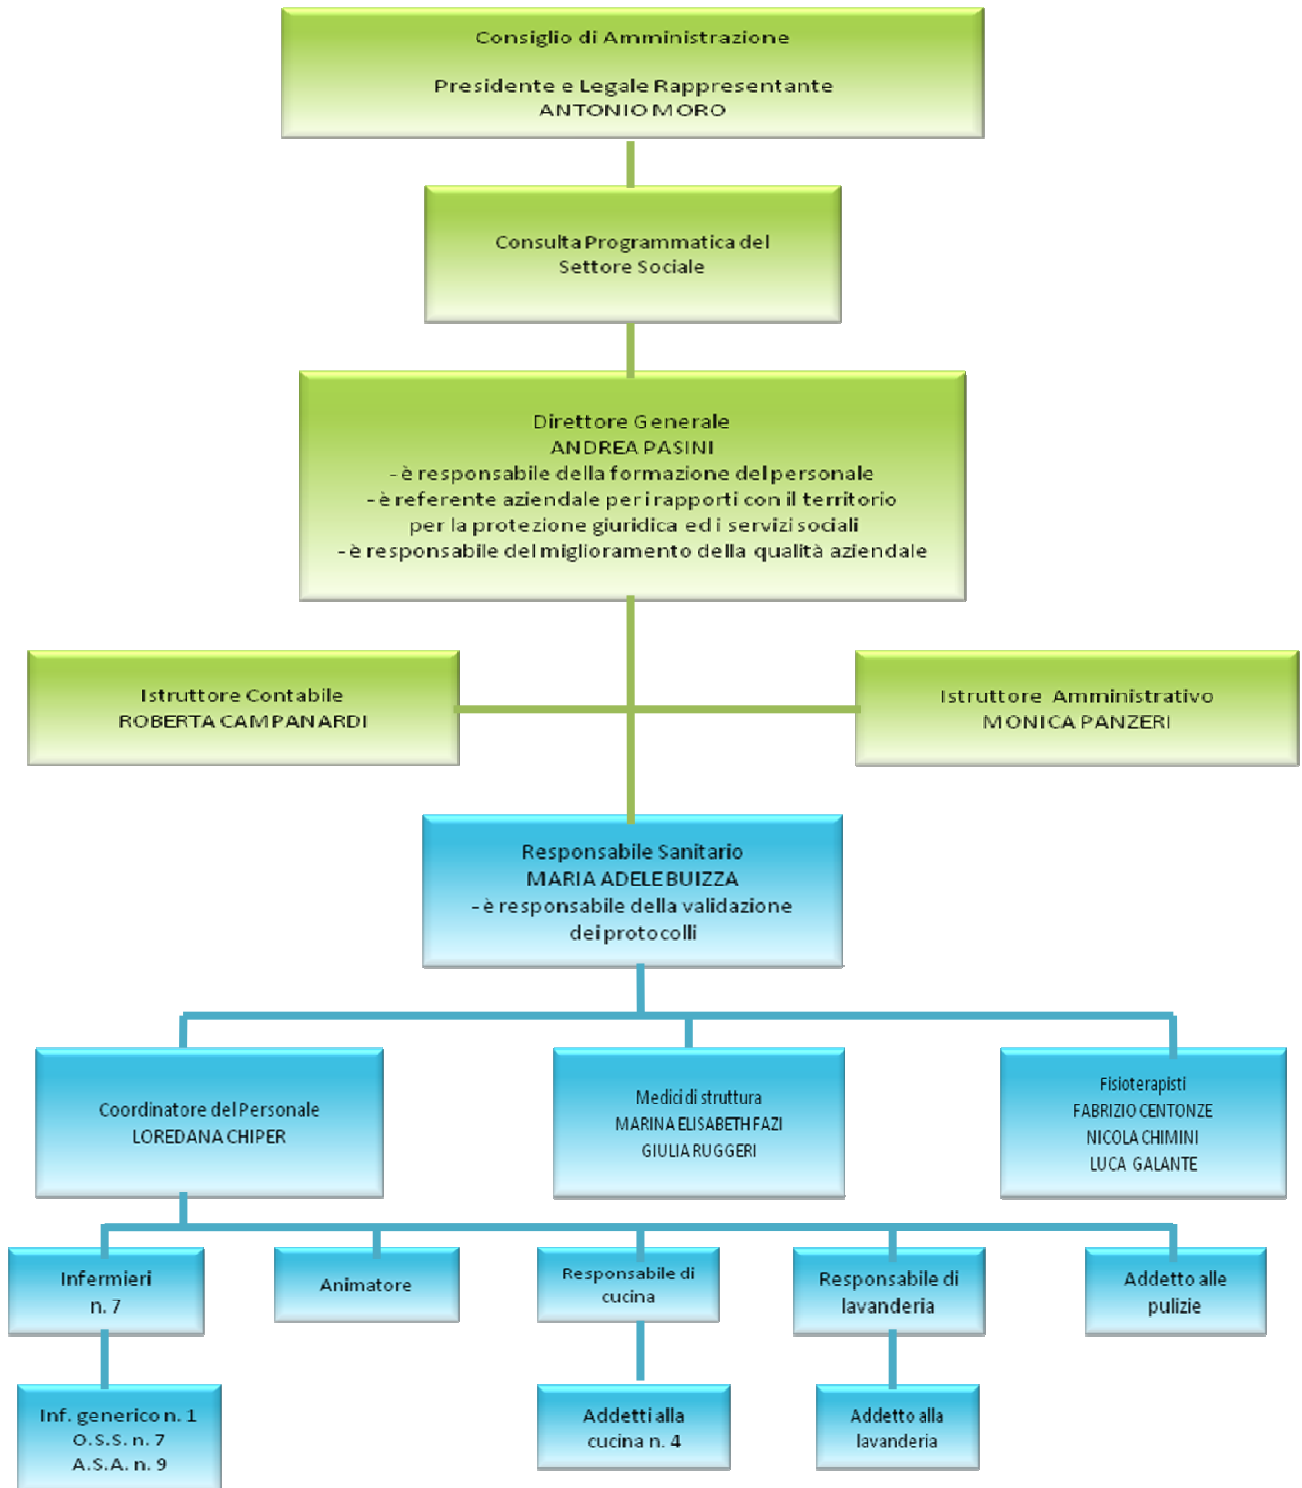 Consiglio di Amministrazione
Presidente e Legale Rappresentante
ANTONIO MORO
Consulta Programmatica del
Settore Sociale
Direttore Generale
ANDREA PASINI
- è responsabile della formazione del personale
- è referente aziendale per i rapporti con il territorio
per la protezione giuridica ed i servizi sociali
- è responsabile del miglioramento della qualità aziendale
Istruttore Contabile
ROBERTA CAMPANARDI
Istruttore Amministrativo
MONICA PANZERI
Responsabile Sanitario
MARIA ADELE BUIZZA
- è responsabile della validazione
dei protocolli
Coordinatore del Personale
LOREDANA CHIPER
Medici di struttura
MARINA ELISABETH FAZI
GIULIA RUGGERI
Fisioterapisti
FABRIZIO CENTONZE
NICOLA CHIMINI
LUCA GALANTE
Infermieri
n. 7
Animatore
Responsabile di
cucina
Responsabile di
lavanderia
Addetto alle
pulizie
Inf. generico n. 1
O.S.S. n. 7
A.S.A. n. 9
Addetti alla
cucina n. 4
Addetto alla
lavanderia